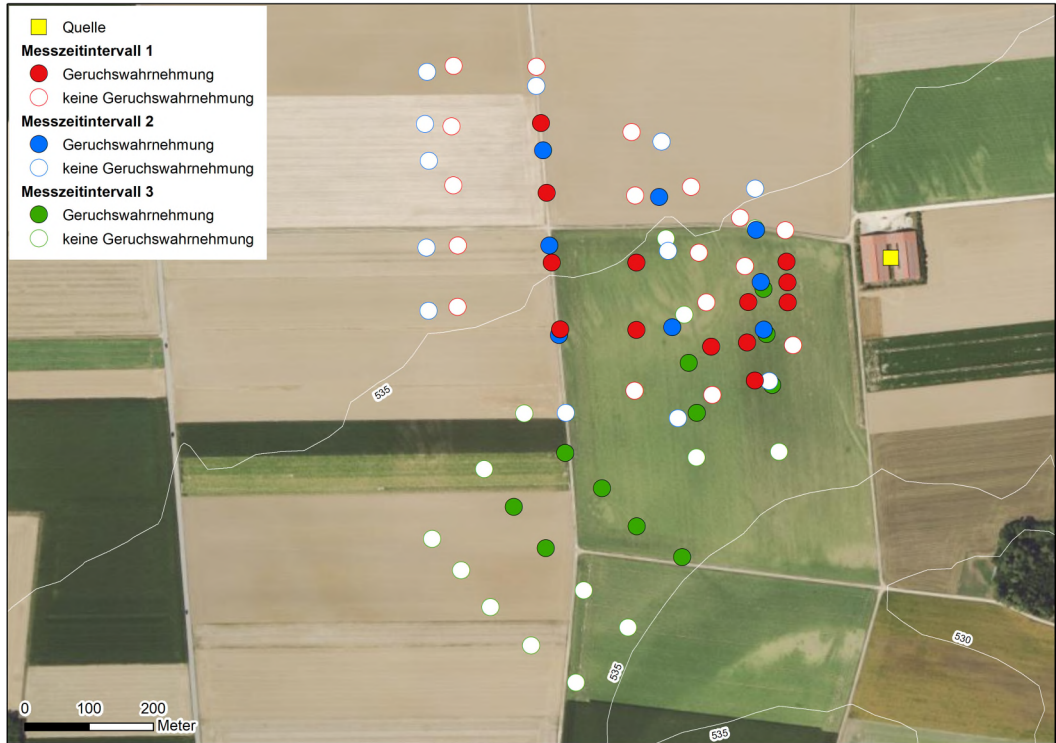 Quelle
Messzeitintervall 1
Geruchswahrnehmung
keine Geruchswahrnehmung
Messzeitintervall 2
Geruchswahrnehmung
keine Geruchswahrnehmung
Messzeitintervall 3
Geruchswahrnehmung
keine Geruchswahrnehmung
535
530
535
535
0 100 200
Meter